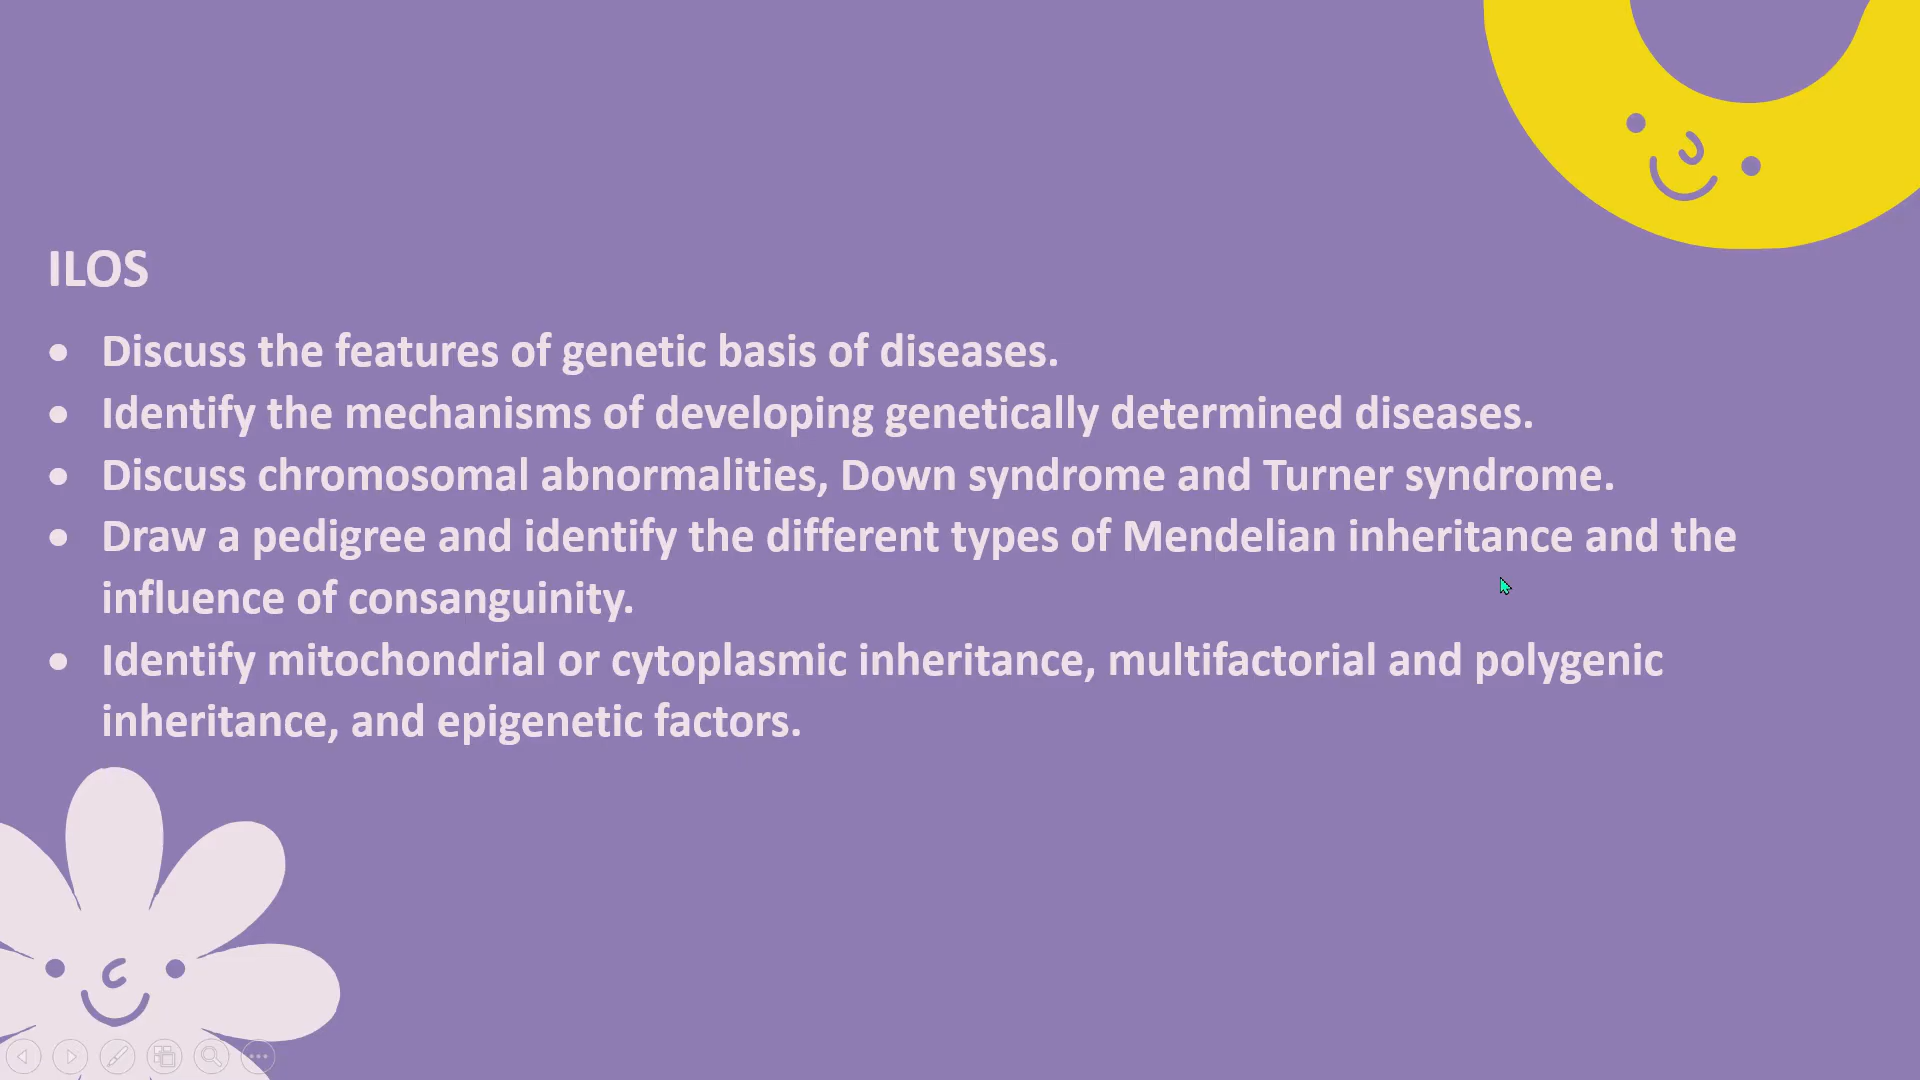 ILOS
• Discuss the features of genetic basis of diseases.
• Identify the mechanisms of developing genetically determined diseases.
• Discuss chromosomal abnormalities, Down syndrome and Turner syndrome.
• Draw a pedigree and identify the different types of Mendelian inheritance and the
influence of consanguinity.
• Identify mitochondrial or cytoplasmic inheritance, multifactorial and polygenic
inheritance, and epigenetic factors.